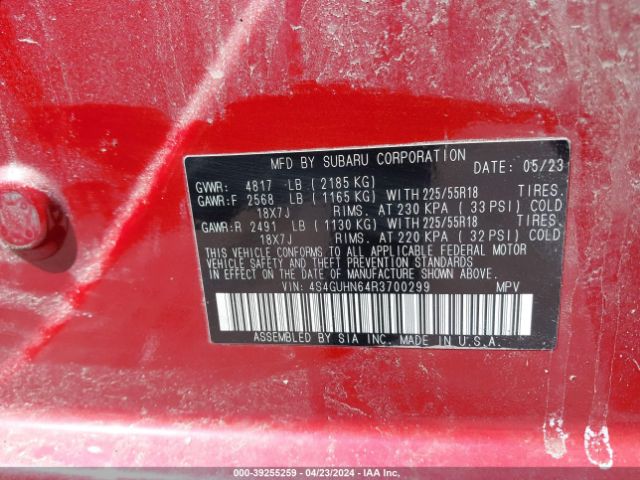 MFD BY SUBARU CORPORATION DATE: 05/23
GVWR: 4817 LB ( 2185 KG)
GAWR:F 2568 LB ( 1165 KG) WITH 225/55R18 TIRES.
18X7J RIMS. AT 230 KPA ( 33 PSI) COLD
GAWR:R 2491 LB ( 1130 KG) WITH 225/55R18 TIRES.
18X7J RIMS. AT 220 KPA ( 32 PSI) COLD
THIS VEHICLE CONFORMS TO ALL APPLICABLE FEDERAL MOTOR
VEHICLE SAFETY AND THEFT PREVENTION STANDARDS
IN EFFECT ON THE DATE OF MANUFACTURE SHOWN ABOVE.
VIN: 4S4GUHN64R3700299 MPV
ASSEMBLED BY SIA INC. MADE IN U.S.A.
000-39255259 - 04/23/2024 - IAA Inc.